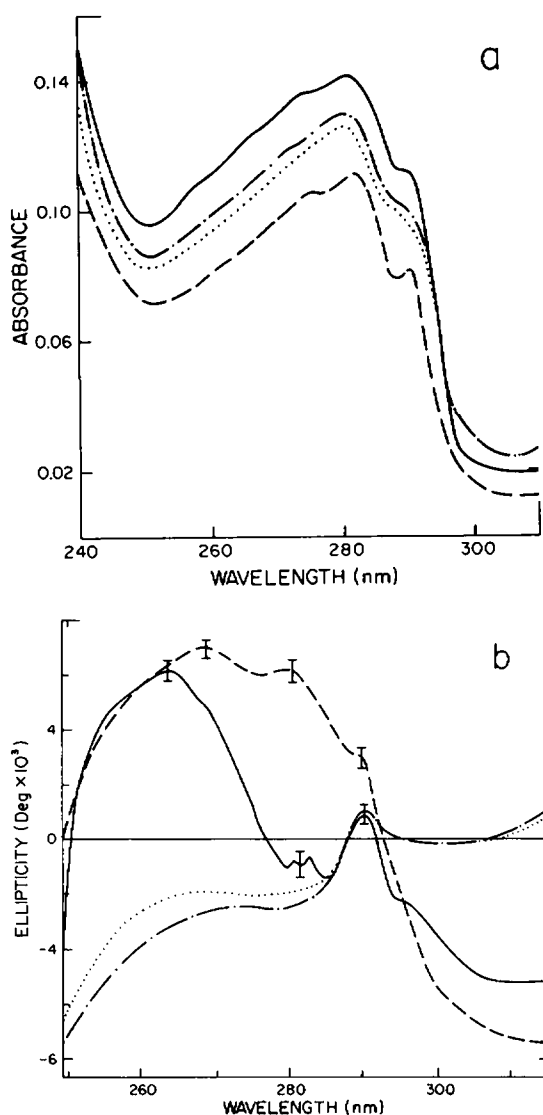 a
0.14
0.10
0.06
0.02
ABSORBANCE
240 260 280 300
WAVELENGTH (nm)
b
4
0
-4
-6
ELLIPTICITY (Deg × 10³)
260 280 300
WAVELENGTH (nm)